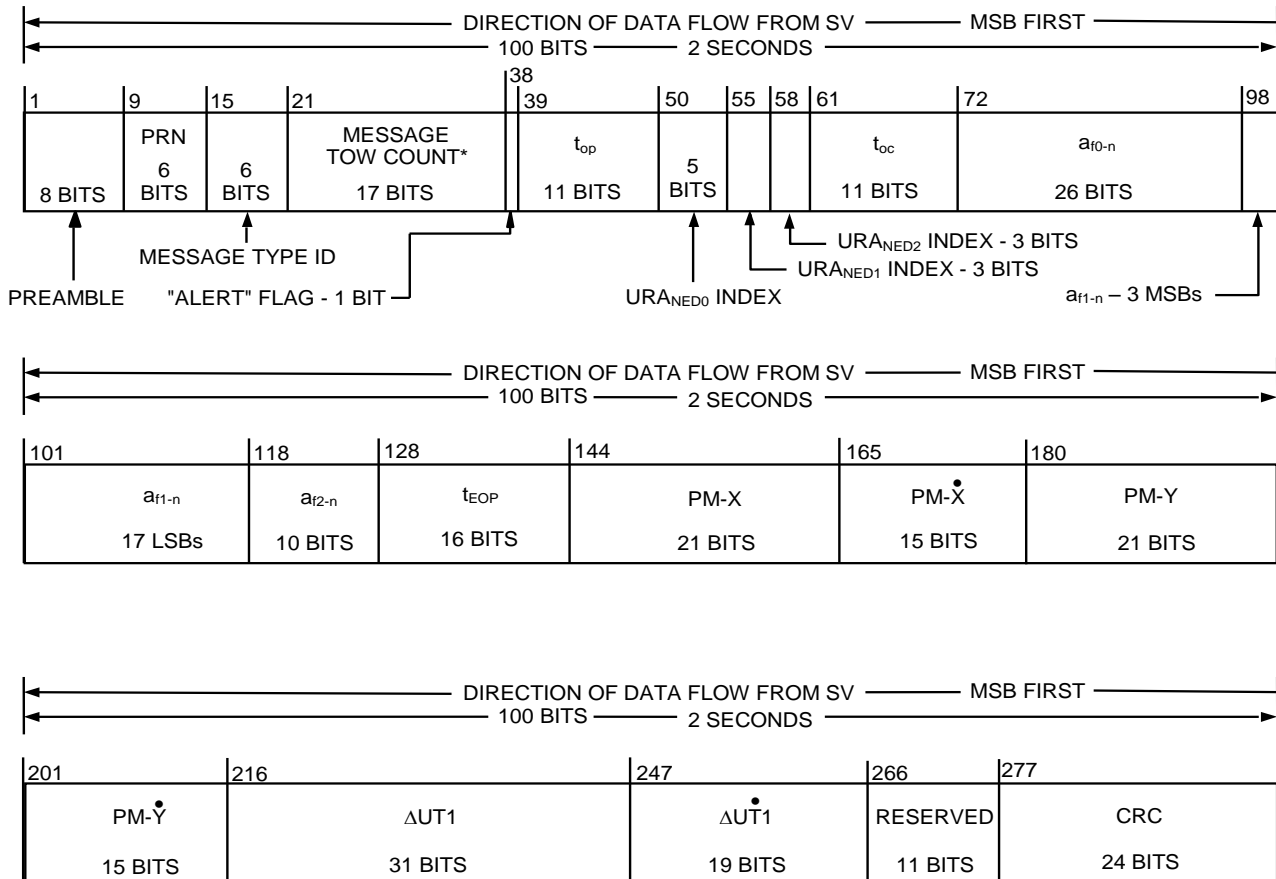 DIRECTION OF DATA FLOW FROM SV MSB FIRST
100 BITS 2 SECONDS
38
1 9 15 21 39 50 55 58 61 72 98
PRN MESSAGE
TOW COUNT* t_op t_oc a_f0-n
8 BITS 6 BITS 6 BITS 17 BITS 11 BITS 5 BITS 11 BITS 26 BITS
URA_NED2 INDEX - 3 BITS
MESSAGE TYPE ID URA_NED1 INDEX - 3 BITS
PREAMBLE "ALERT" FLAG - 1 BIT URA_NED0 INDEX a_f1-n – 3 MSBs
DIRECTION OF DATA FLOW FROM SV MSB FIRST
100 BITS 2 SECONDS
101 118 128 144 165 180
a_f1-n a_f2-n t_EOP PM-X PM-Ẋ PM-Y
17 LSBs 10 BITS 16 BITS 21 BITS 15 BITS 21 BITS
DIRECTION OF DATA FLOW FROM SV MSB FIRST
100 BITS 2 SECONDS
201 216 247 266 277
PM-Ẏ ΔUT1 ΔUṪ1 RESERVED CRC
15 BITS 31 BITS 19 BITS 11 BITS 24 BITS